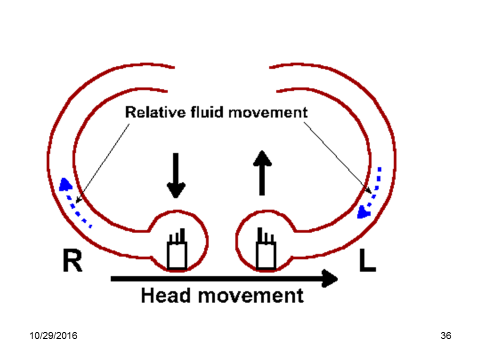 Relative fluid movement
R
L
Head movement
10/29/2016
36